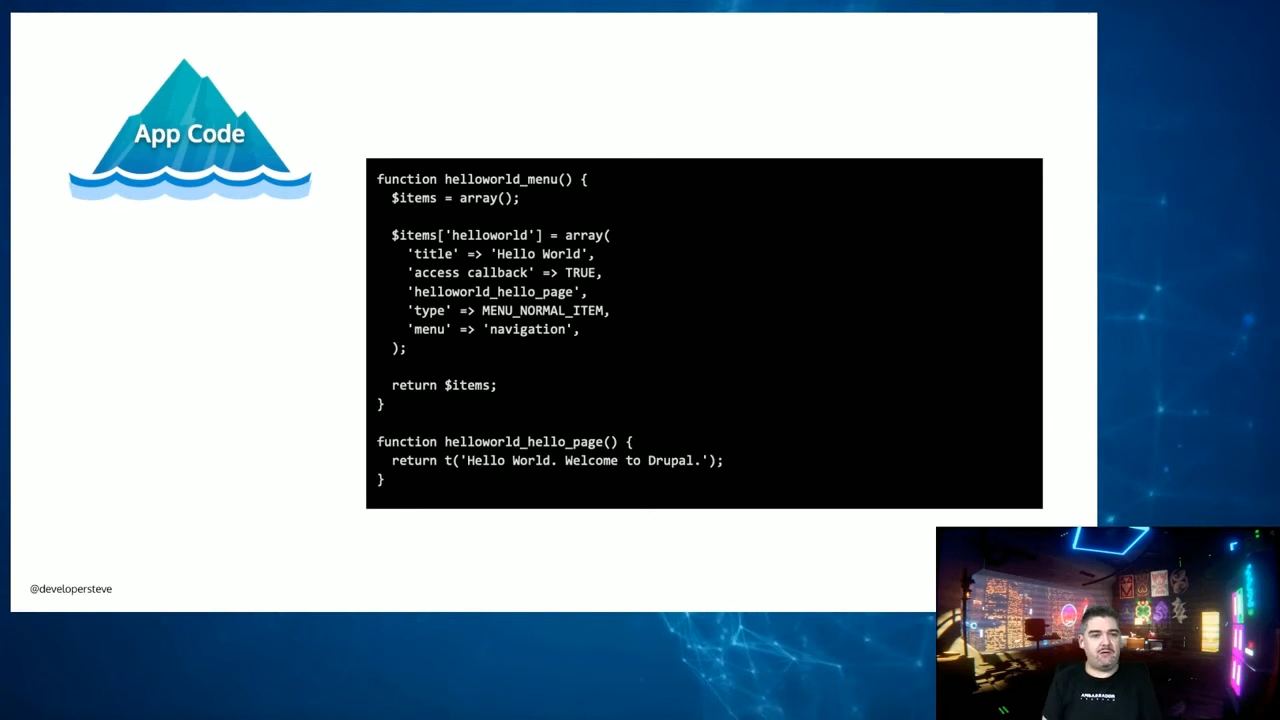 App Code
function helloworld_menu() {
  $items = array();
  $items['helloworld'] = array(
    'title' => 'Hello World',
    'access callback' => TRUE,
    'helloworld_hello_page',
    'type' => MENU_NORMAL_ITEM,
    'menu' => 'navigation',
  );
  return $items;
}
function helloworld_hello_page() {
  return t('Hello World. Welcome to Drupal.');
}
@developersteve